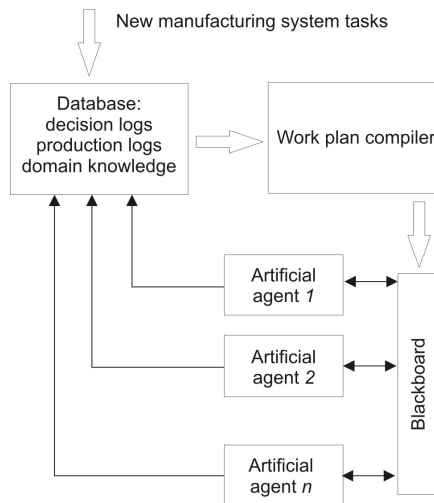 New manufacturing system tasks
Database:
decision logs
production logs
domain knowledge
Work plan compiler
Artificial
agent 1
Artificial
agent 2
Artificial
agent n
Blackboard